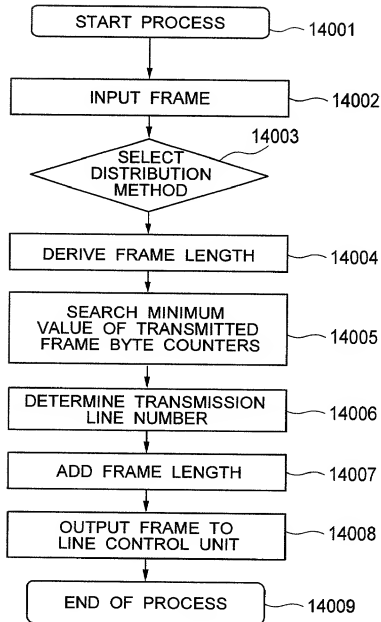 START PROCESS
14001
INPUT FRAME
14002
14003
SELECT
DISTRIBUTION
METHOD
DERIVE FRAME LENGTH
14004
SEARCH MINIMUM
VALUE OF TRANSMITTED
FRAME BYTE COUNTERS
14005
DETERMINE TRANSMISSION
LINE NUMBER
14006
ADD FRAME LENGTH
14007
OUTPUT FRAME TO
LINE CONTROL UNIT
14008
END OF PROCESS
14009